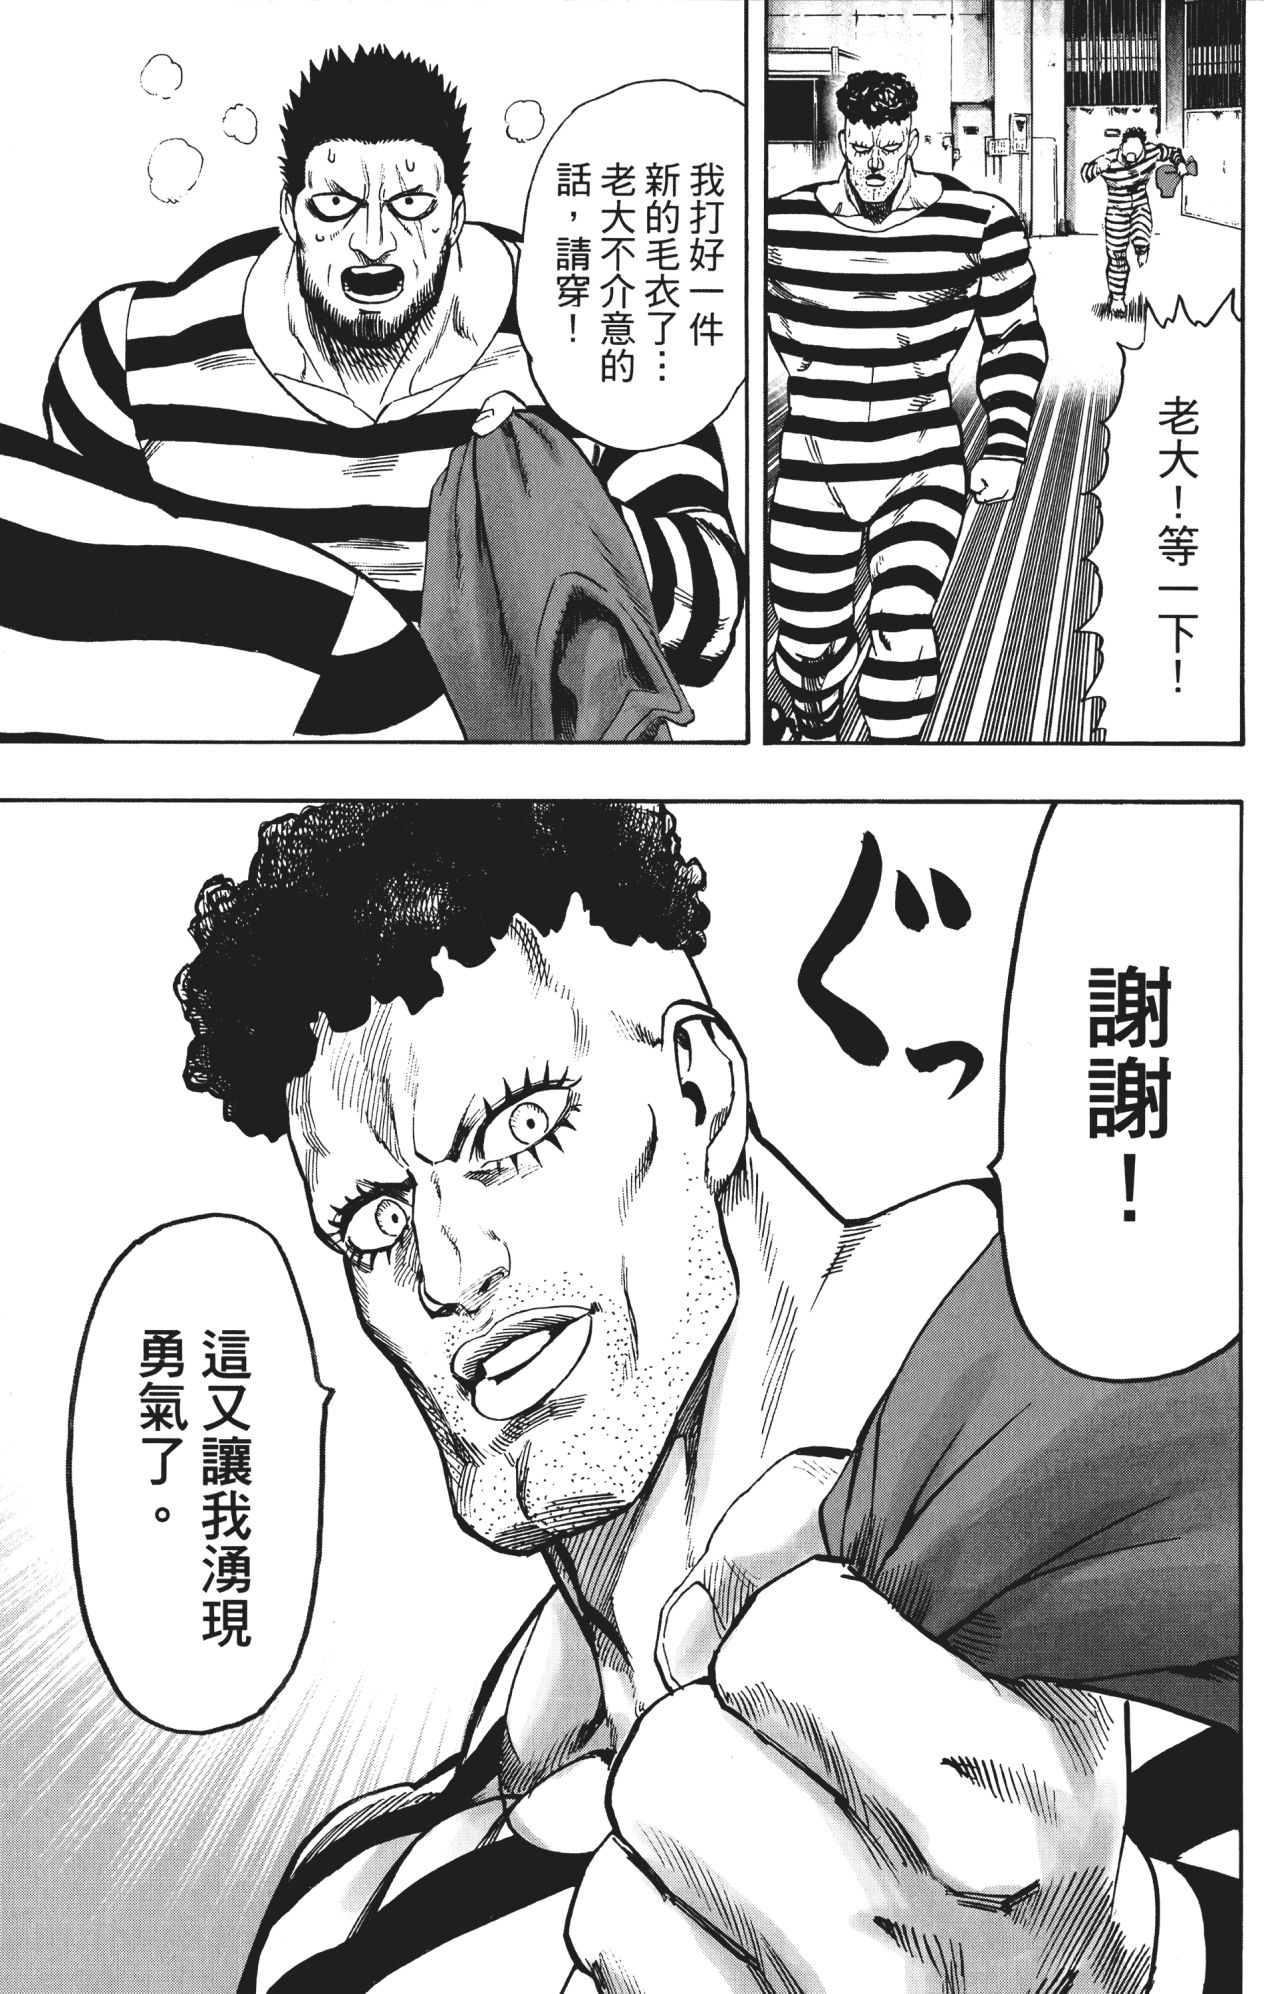 老大！等一下！
我打好一件
新的毛衣了…
老大不介意的
話，請穿！
謝謝！
ぐっ
這又讓我湧現
勇氣了。